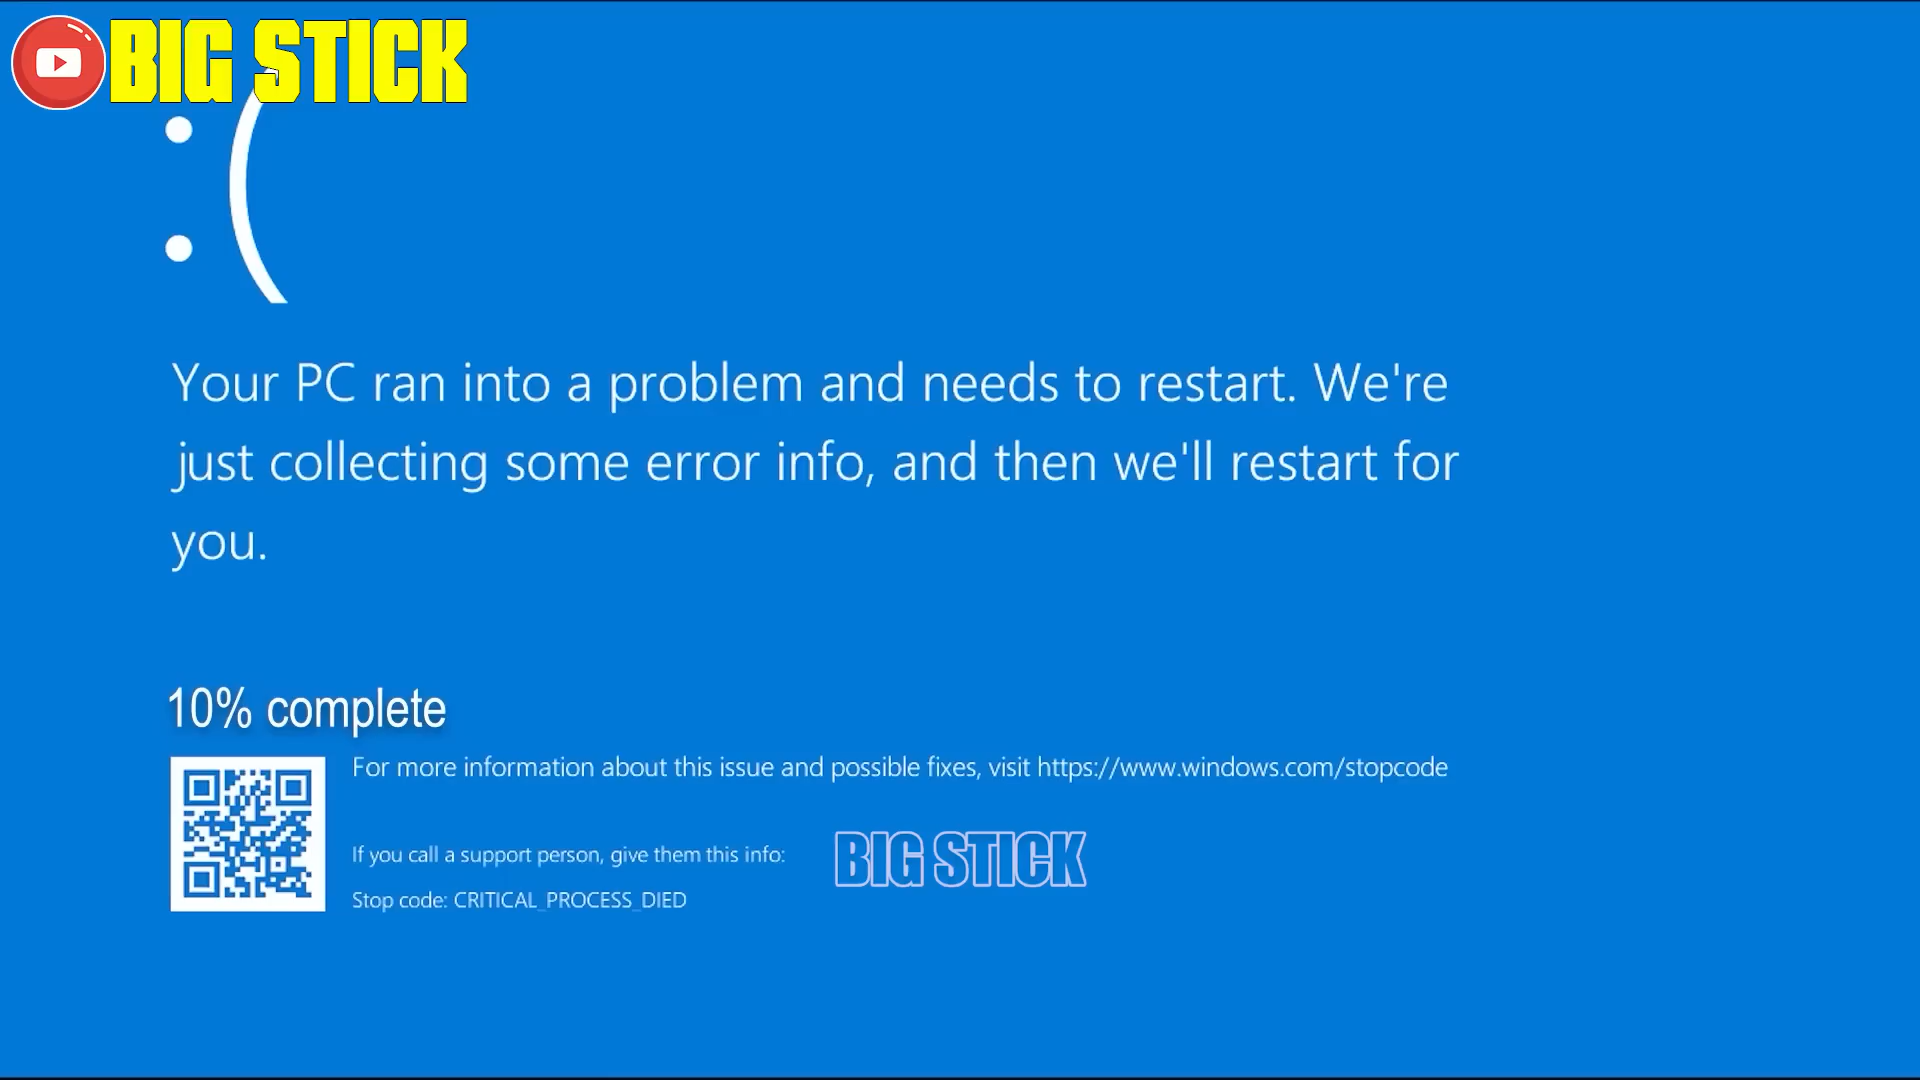 BIG STICK
:(
Your PC ran into a problem and needs to restart. We're
just collecting some error info, and then we'll restart for
you.
10% complete
For more information about this issue and possible fixes, visit https://www.windows.com/stopcode
If you call a support person, give them this info:
BIG STICK
Stop code: CRITICAL_PROCESS_DIED